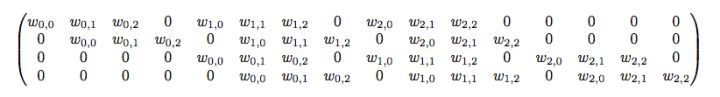 w0,0 w0,1 w0,2 0 w1,0 w1,1 w1,2 0 w2,0 w2,1 w2,2 0 0 0 0 0
0 w0,0 w0,1 w0,2 0 w1,0 w1,1 w1,2 0 w2,0 w2,1 w2,2 0 0 0 0
0 0 0 0 w0,0 w0,1 w0,2 0 w1,0 w1,1 w1,2 0 w2,0 w2,1 w2,2 0
0 0 0 0 0 w0,0 w0,1 w0,2 0 w1,0 w1,1 w1,2 0 w2,0 w2,1 w2,2